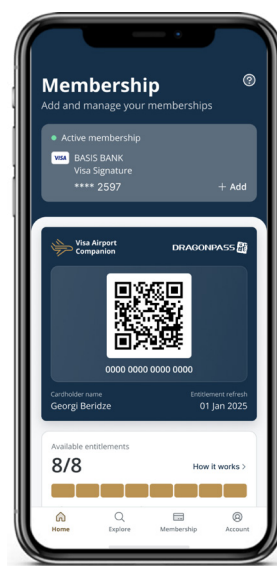 Membership
Add and manage your memberships
Active membership
VISA BASIS BANK
Visa Signature
**** 2597 + Add
Visa Airport
Companion
DRAGONPASS
0000 0000 0000 0000
Cardholder name Entitlement refresh
Georgi Beridze 01 Jan 2025
Available entitlements
8/8 How it works >
Home Explore Membership Account